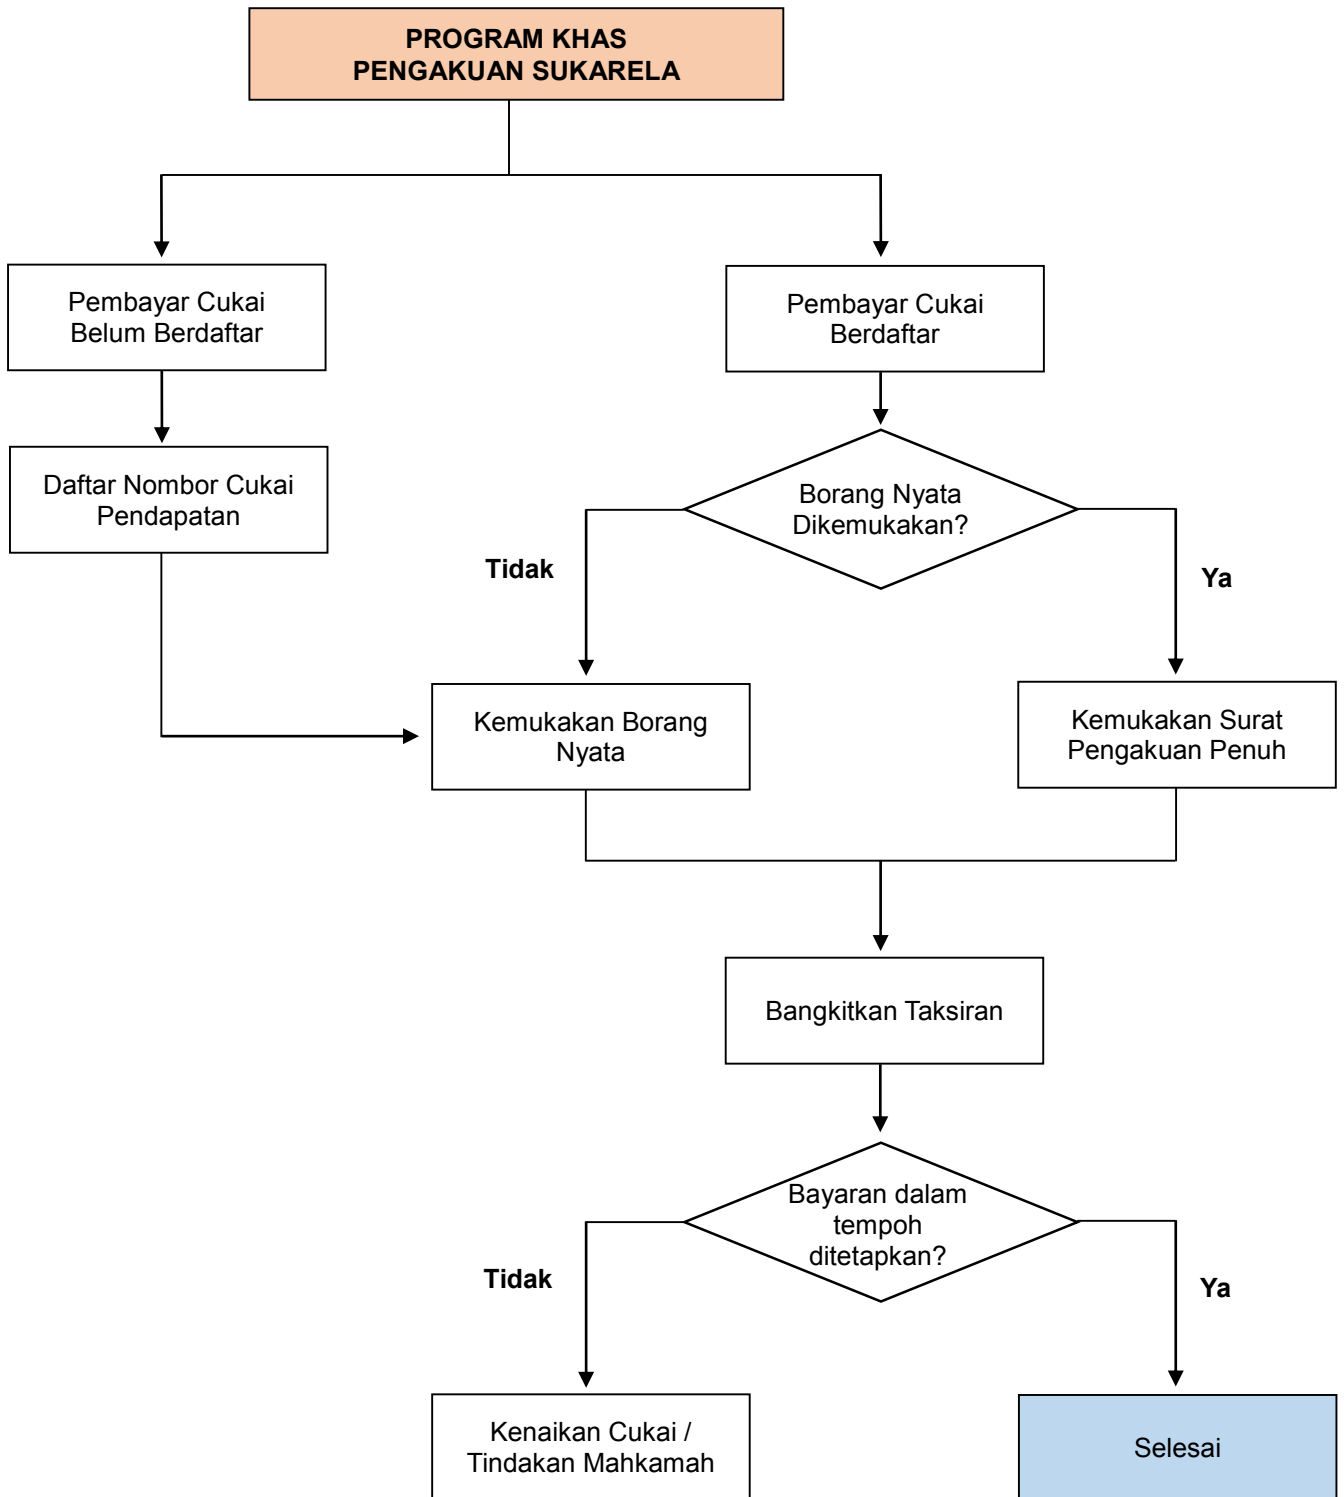 PROGRAM KHAS
PENGAKUAN SUKARELA
Pembayar Cukai
Belum Berdaftar
Pembayar Cukai
Berdaftar
Daftar Nombor Cukai
Pendapatan
Borang Nyata
Dikemukakan?
Tidak
Ya
Kemukakan Borang
Nyata
Kemukakan Surat
Pengakuan Penuh
Bangkitkan Taksiran
Bayaran dalam
tempoh
ditetapkan?
Tidak
Ya
Kenaikan Cukai /
Tindakan Mahkamah
Selesai